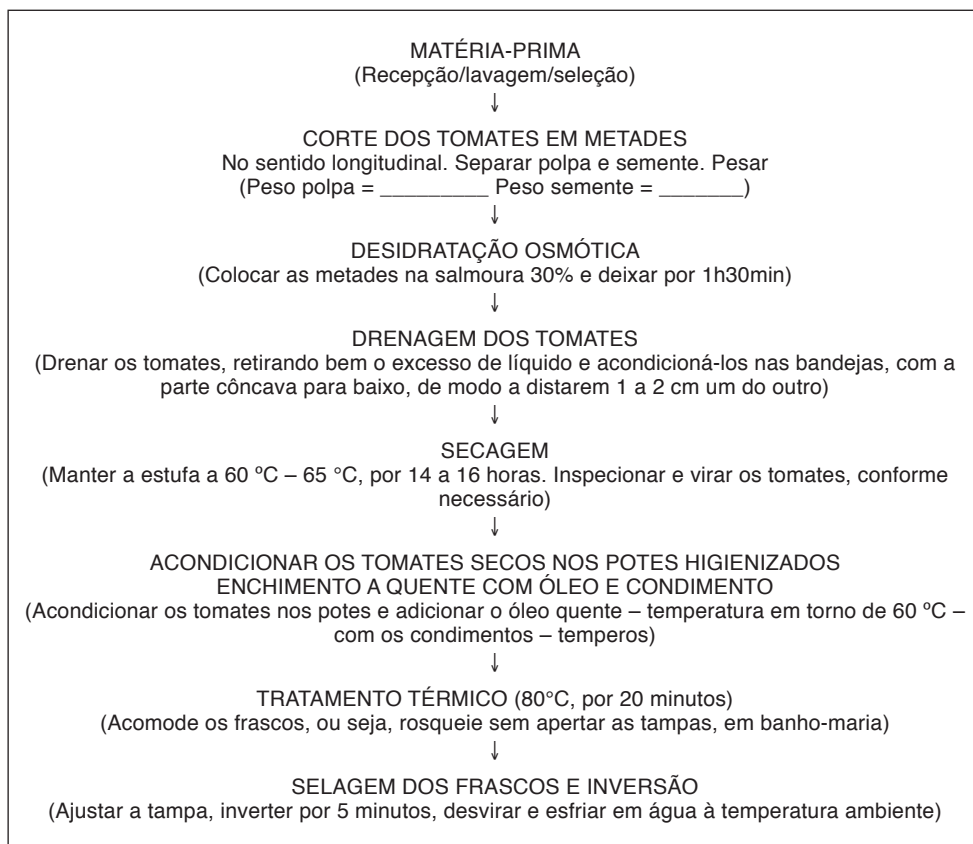 MATÉRIA-PRIMA
(Recepção/lavagem/seleção)
↓
CORTE DOS TOMATES EM METADES
No sentido longitudinal. Separar polpa e semente. Pesar
(Peso polpa = _________ Peso semente = _______)
↓
DESIDRATAÇÃO OSMÓTICA
(Colocar as metades na salmoura 30% e deixar por 1h30min)
↓
DRENAGEM DOS TOMATES
(Drenar os tomates, retirando bem o excesso de líquido e acondicioná-los nas bandejas, com a
parte côncava para baixo, de modo a distarem 1 a 2 cm um do outro)
↓
SECAGEM
(Manter a estufa a 60 ºC – 65 °C, por 14 a 16 horas. Inspecionar e virar os tomates, conforme
necessário)
↓
ACONDICIONAR OS TOMATES SECOS NOS POTES HIGIENIZADOS
ENCHIMENTO A QUENTE COM ÓLEO E CONDIMENTO
(Acondicionar os tomates nos potes e adicionar o óleo quente – temperatura em torno de 60 ºC –
com os condimentos – temperos)
↓
TRATAMENTO TÉRMICO (80°C, por 20 minutos)
(Acomode os frascos, ou seja, rosqueie sem apertar as tampas, em banho-maria)
↓
SELAGEM DOS FRASCOS E INVERSÃO
(Ajustar a tampa, inverter por 5 minutos, desvirar e esfriar em água à temperatura ambiente)